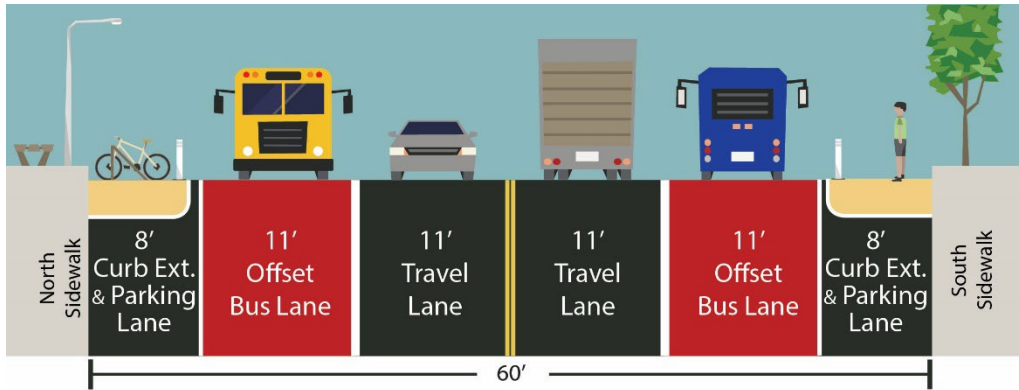 North
Sidewalk
8’
Curb Ext.
& Parking
Lane
11’
Offset
Bus Lane
11’
Travel
Lane
11’
Travel
Lane
11’
Offset
Bus Lane
8’
Curb Ext.
& Parking
Lane
South
Sidewalk
60’